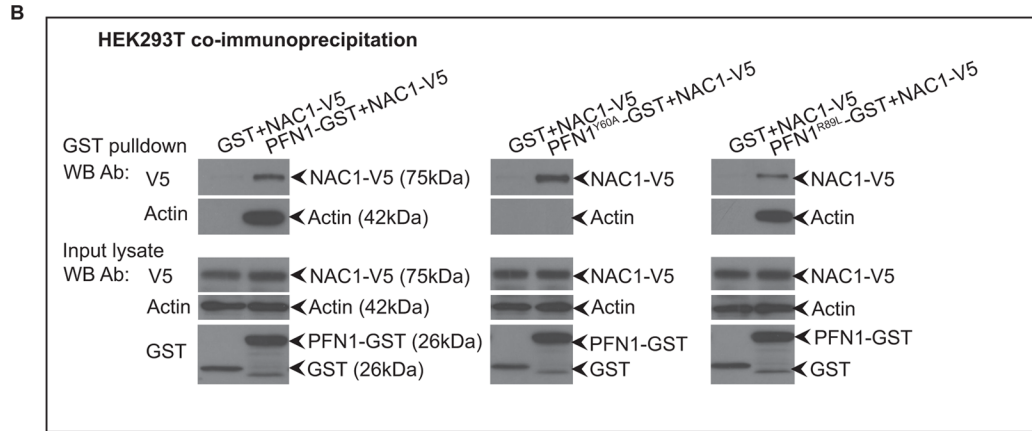 B
HEK293T co-immunoprecipitation
GST+NAC1-V5
PFN1-GST+NAC1-V5
GST+NAC1-V5
PFN1Y60A-GST+NAC1-V5
GST+NAC1-V5
PFN1R89L-GST+NAC1-V5
GST pulldown
WB Ab: V5 NAC1-V5 (75kDa) NAC1-V5 NAC1-V5
Actin Actin (42kDa) Actin Actin
Input lysate
WB Ab: V5 NAC1-V5 (75kDa) NAC1-V5 NAC1-V5
Actin Actin (42kDa) Actin Actin
GST PFN1-GST (26kDa) PFN1-GST PFN1-GST
GST (26kDa) GST GST